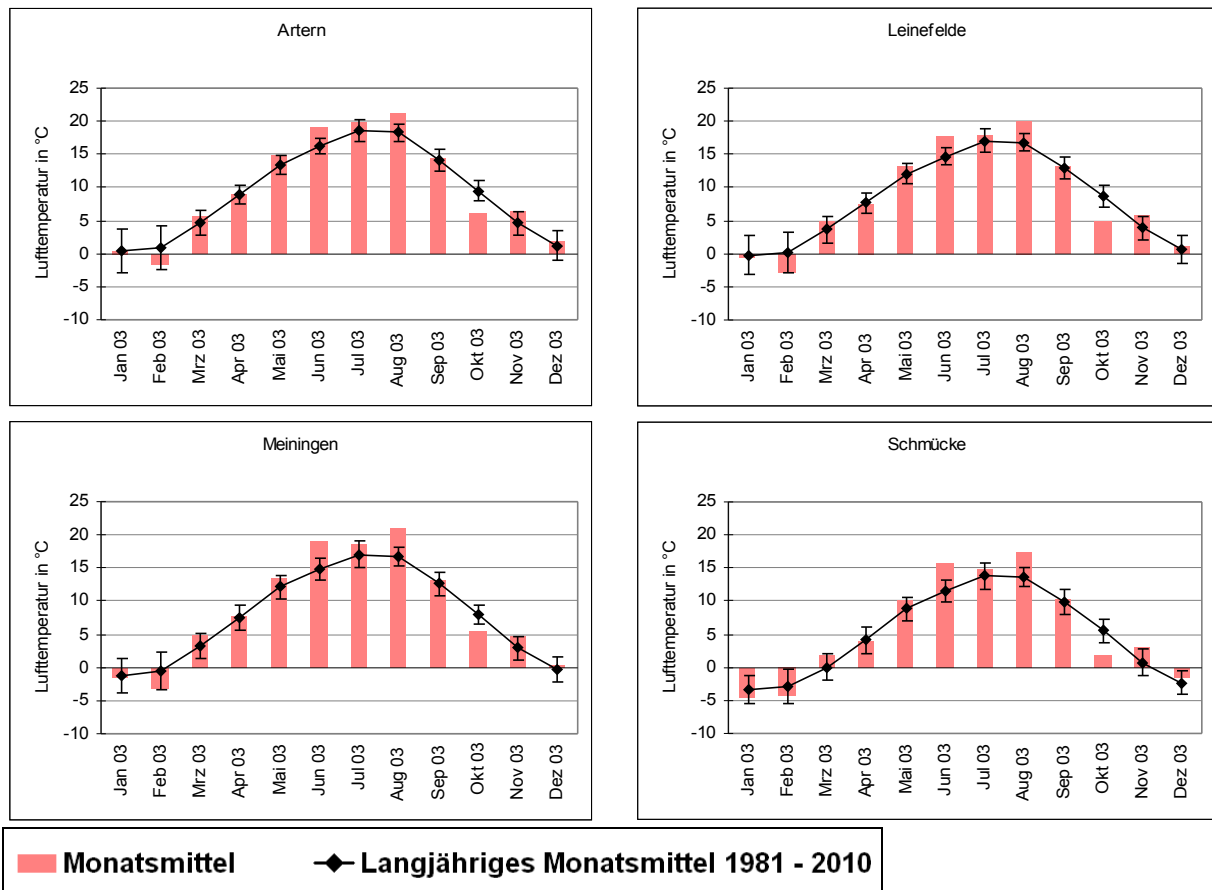 Artern
Lufttemperatur in °C
25
20
15
10
5
0
-5
-10
Jan 03
Feb 03
Mrz 03
Apr 03
Mai 03
Jun 03
Jul 03
Aug 03
Sep 03
Okt 03
Nov 03
Dez 03
Leinefelde
Lufttemperatur in °C
25
20
15
10
5
0
-5
-10
Jan 03
Feb 03
Mrz 03
Apr 03
Mai 03
Jun 03
Jul 03
Aug 03
Sep 03
Okt 03
Nov 03
Dez 03
Meiningen
Lufttemperatur in °C
25
20
15
10
5
0
-5
-10
Jan 03
Feb 03
Mrz 03
Apr 03
Mai 03
Jun 03
Jul 03
Aug 03
Sep 03
Okt 03
Nov 03
Dez 03
Schmücke
Lufttemperatur in °C
25
20
15
10
5
0
-5
-10
Jan 03
Feb 03
Mrz 03
Apr 03
Mai 03
Jun 03
Jul 03
Aug 03
Sep 03
Okt 03
Nov 03
Dez 03
Monatsmittel Langjähriges Monatsmittel 1981 - 2010